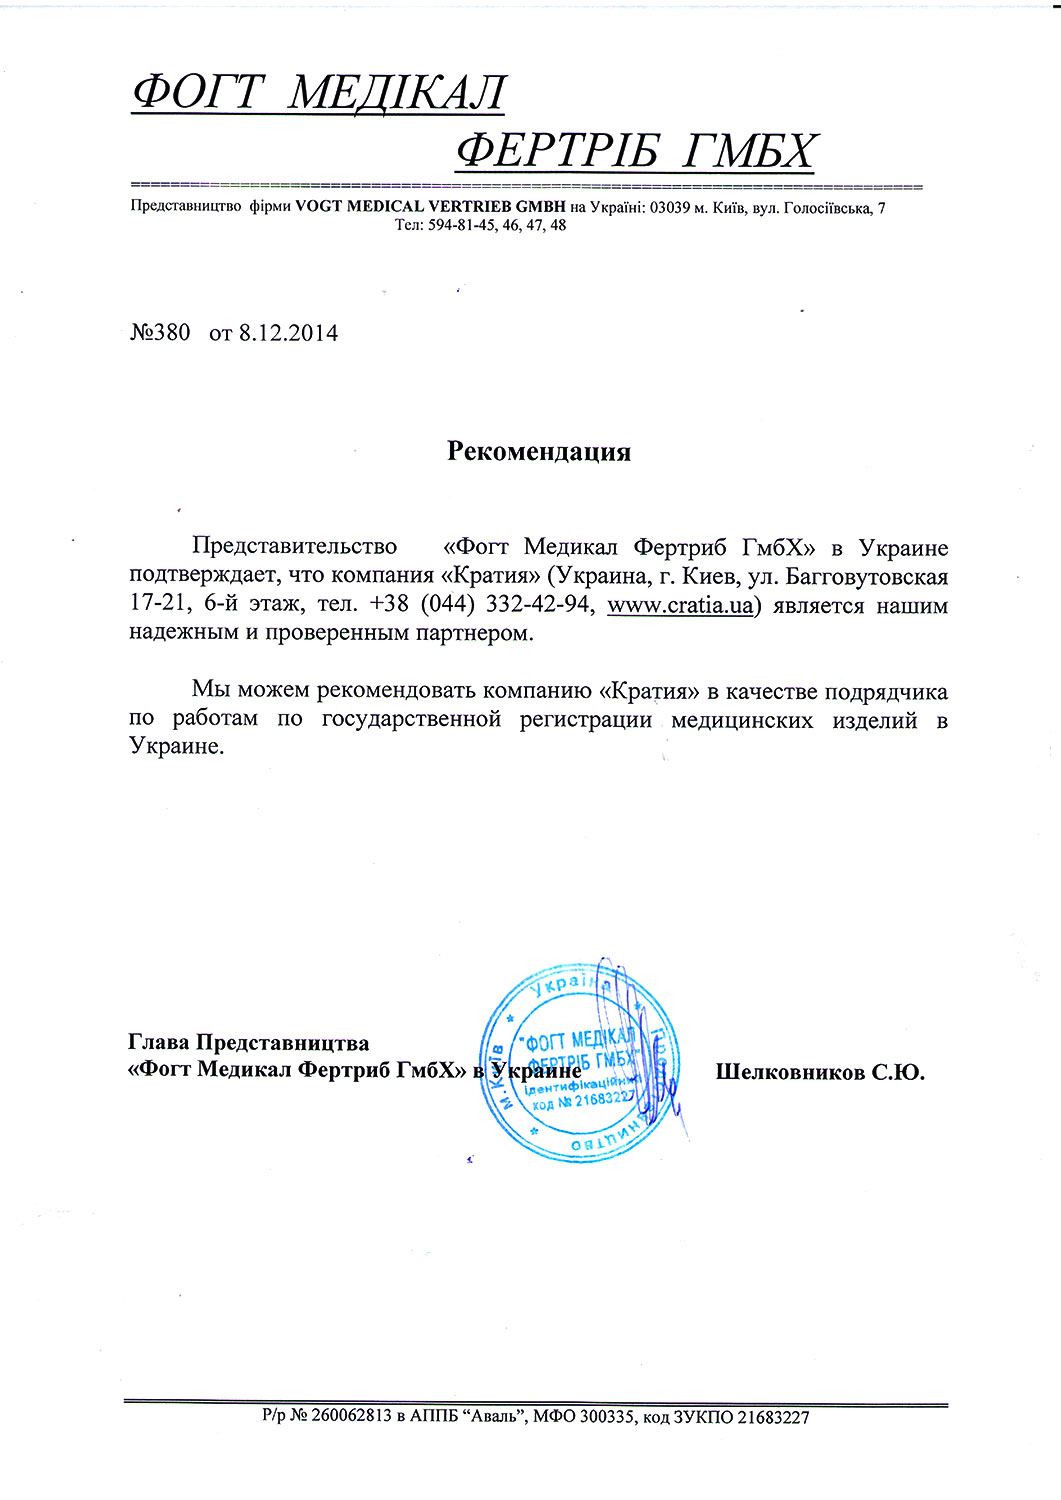 ФОГТ МЕДІКАЛ
ФЕРТРІБ ГМБХ
Представництво фірми VOGT MEDICAL VERTRIEB GMBH на Україні: 03039 м. Київ, вул. Голосіївська, 7
Тел: 594-81-45, 46, 47, 48
№380 от 8.12.2014
Рекомендация
Представительство «Фогт Медикал Фертриб ГмбХ» в Украине
подтверждает, что компания «Кратия» (Украина, г. Киев, ул. Багговутовская
17-21, 6-й этаж, тел. +38 (044) 332-42-94, www.cratia.ua) является нашим
надежным и проверенным партнером.
Мы можем рекомендовать компанию «Кратия» в качестве подрядчика
по работам по государственной регистрации медицинских изделий в
Украине.
Глава Представництва
«Фогт Медикал Фертриб ГмбХ» в Украине
Шелковников С.Ю.
Україна
м.Київ
"ФОГТ МЕДІКАЛ
ФЕРТРІБ ГМБХ"
ідентифікаційний
код № 21683227
Р/р № 260062813 в АППБ “Аваль”, МФО 300335, код ЗУКПО 21683227